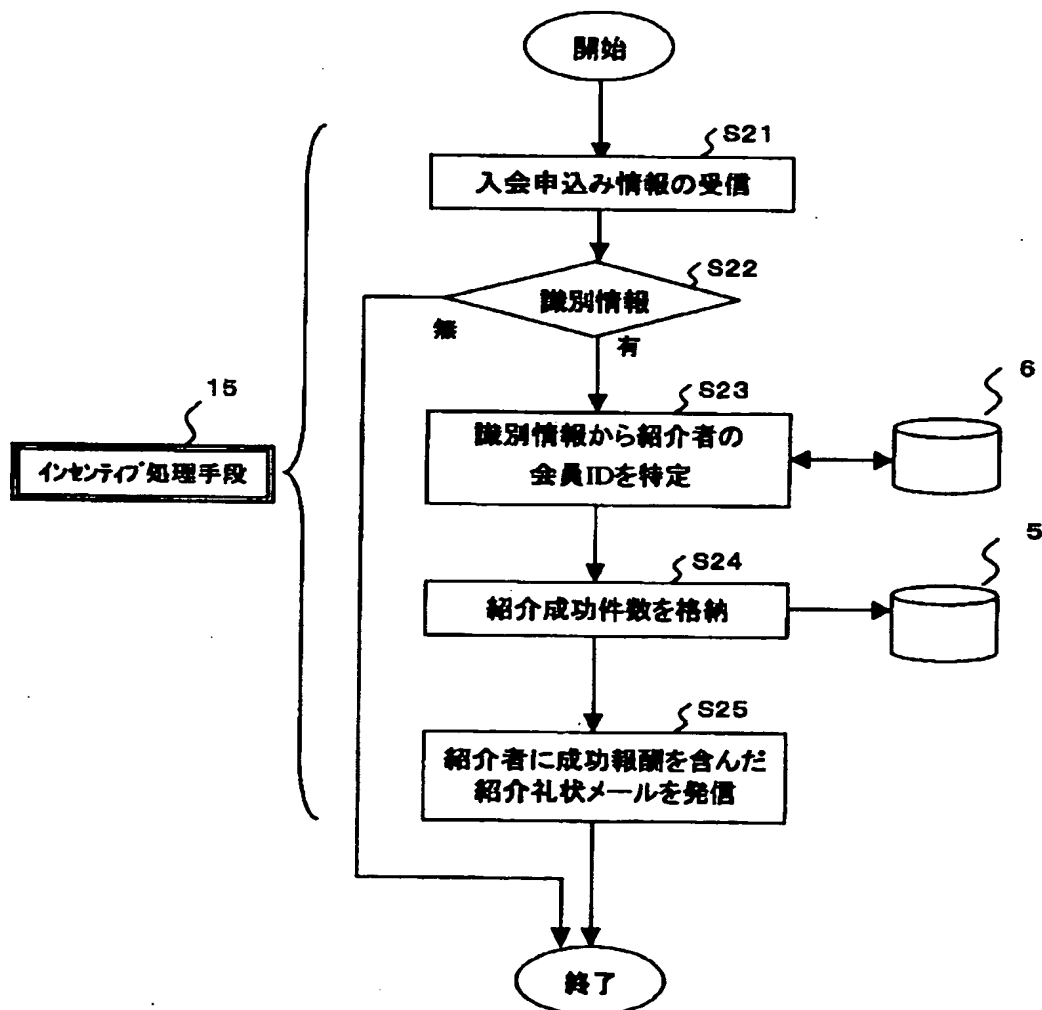 開始
S21
入会申込み情報の受信
S22
識別情報
無
有
S23
識別情報から紹介者の
会員IDを特定
6
15
インセンティブ処理手段
S24
紹介成功件数を格納
5
S25
紹介者に成功報酬を含んだ
紹介礼状メールを発信
終了